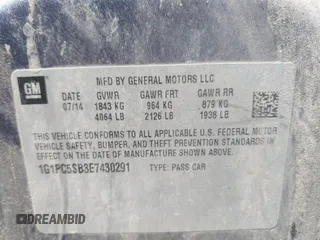 GM
MFD BY GENERAL MOTORS LLC
DATE GVWR GAWR FRT GAWR RR
07/14 1843 KG 964 KG 879 KG
4064 LB 2126 LB 1938 LB
THIS VEHICLE CONFORMS TO ALL APPLICABLE U.S. FEDERAL MOTOR
VEHICLE SAFETY, BUMPER, AND THEFT PREVENTION STANDARDS IN
EFFECT ON THE DATE OF MANUFACTURE SHOWN ABOVE.
1G1PC5SB3E7430291 TYPE: PASS CAR